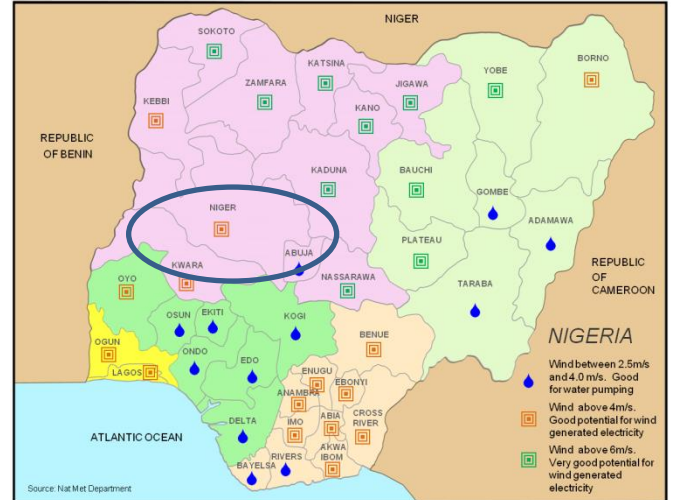 NIGER
SOKOTO
KATSINA
BORNO
YOBE
ZAMFARA
JIGAWA
KEBBI
KANO
REPUBLIC
OF BENIN
KADUNA
BAUCHI
GOMBE
NIGER
ADAMAWA
PLATEAU
ABUJA
KWARA
REPUBLIC
OF
CAMEROON
NASSARAWA
TARABA
OYO
OSUN
EKITI
KOGI
NIGERIA
OGUN
BENUE
ONDO
EDO
LAGOS
ENUGU
EBONYI
ANAMBRA
Wind between 2.5m/s
and 4.0 m/s. Good
for water pumping
DELTA
IMO
ABIA
CROSS
RIVER
Wind above 4m/s.
Good potential for wind
generated electricity
ATLANTIC OCEAN
AKWA
IBOM
BAYELSA
RIVERS
Wind above 6m/s.
Very good potential for
wind generated
electricity
Source: Nat Met Department